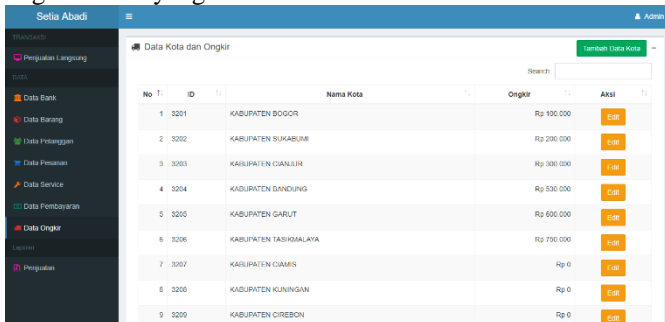 Setia Abadi
Admin
TRANSAKSI
Penjualan Langsung
DATA
Data Bank
Data Barang
Data Pelanggan
Data Pesanan
Data Service
Data Pembayaran
Data Ongkir
Laporan
Penjualan
Data Kota dan Ongkir
Tambah Data Kota
Search:
No ID Nama Kota Ongkir Aksi
1 3201 KABUPATEN BOGOR Rp 100.000 Edit
2 3202 KABUPATEN SUKABUMI Rp 200.000 Edit
3 3203 KABUPATEN CIANJUR Rp 300.000 Edit
4 3204 KABUPATEN BANDUNG Rp 530.000 Edit
5 3205 KABUPATEN GARUT Rp 600.000 Edit
6 3206 KABUPATEN TASIKMALAYA Rp 750.000 Edit
7 3207 KABUPATEN CIAMIS Rp 0 Edit
8 3208 KABUPATEN KUNINGAN Rp 0 Edit
9 3209 KABUPATEN CIREBON Rp 0 Edit